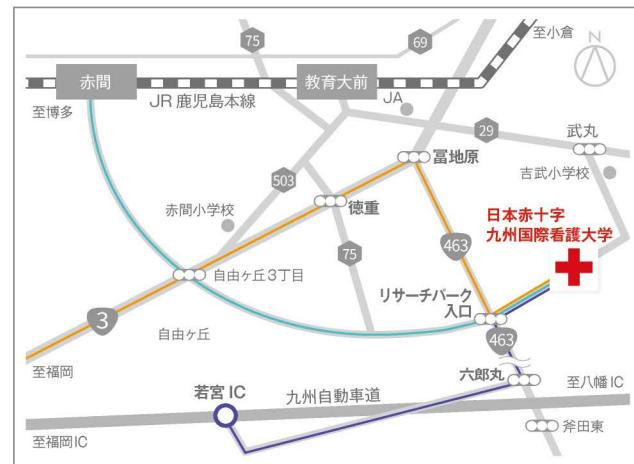 75
69
至小倉
赤間
教育大前
N
JR鹿児島本線
JA
至博多
29
武丸
冨地原
吉武小学校
503
徳重
赤間小学校
日本赤十字
九州国際看護大学
463
75
自由ヶ丘3丁目
リサーチパーク
入口
3
自由ヶ丘
463
至福岡
六郎丸
若宮IC
九州自動車道
至八幡IC
至福岡IC
斧田東